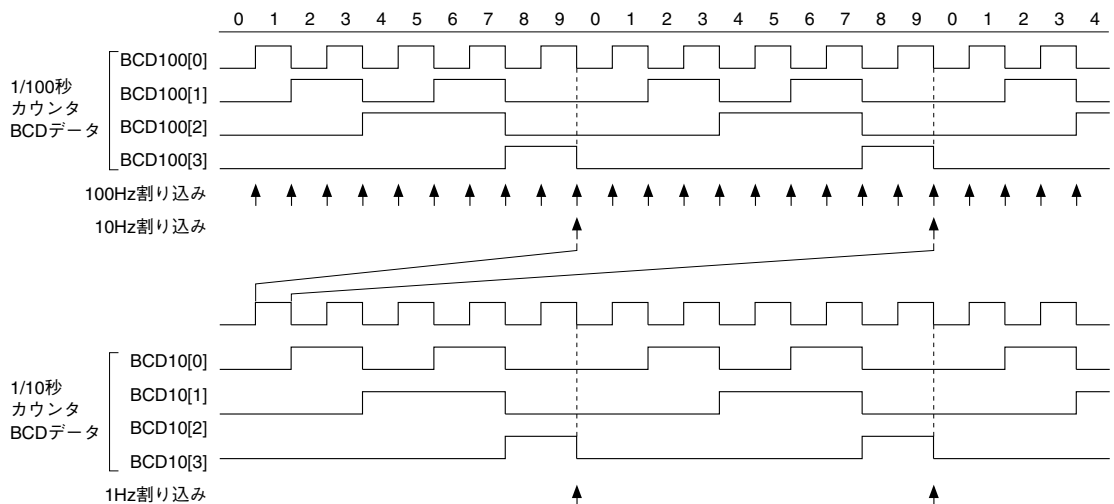 0 1 2 3 4 5 6 7 8 9 0 1 2 3 4 5 6 7 8 9 0 1 2 3 4
1/100秒
カウンタ
BCDデータ
BCD100[0]
BCD100[1]
BCD100[2]
BCD100[3]
100Hz割り込み
10Hz割り込み
1/10秒
カウンタ
BCDデータ
BCD10[0]
BCD10[1]
BCD10[2]
BCD10[3]
1Hz割り込み